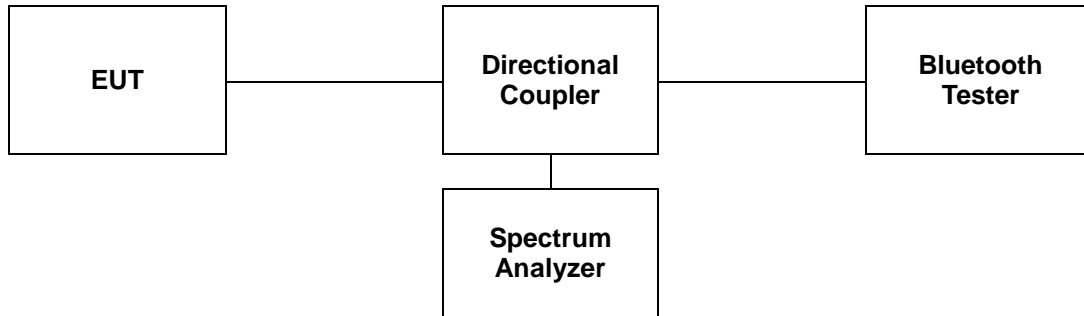 EUT
Directional
Coupler
Bluetooth
Tester
Spectrum
Analyzer